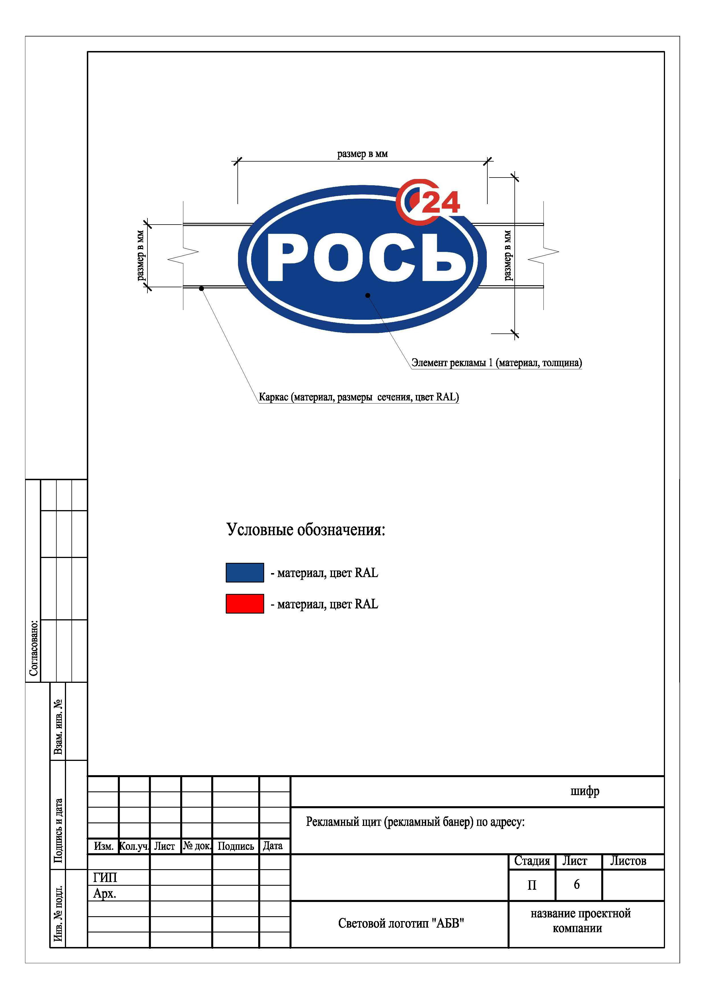 размер в мм
24
РОСЬ
размер в мм
размер в мм
Элемент рекламы 1 (материал, толщина)
Каркас (материал, размеры сечения, цвет RAL)
Условные обозначения:
- материал, цвет RAL
- материал, цвет RAL
Согласовано:
Взам. инв. №
Подпись и дата
Инв. № подл.
шифр
Рекламный щит (рекламный банер) по адресу:
Изм. Кол.уч. Лист № док. Подпись Дата
Стадия Лист Листов
ГИП
П 6
Арх.
Световой логотип "АБВ"
название проектной
компании